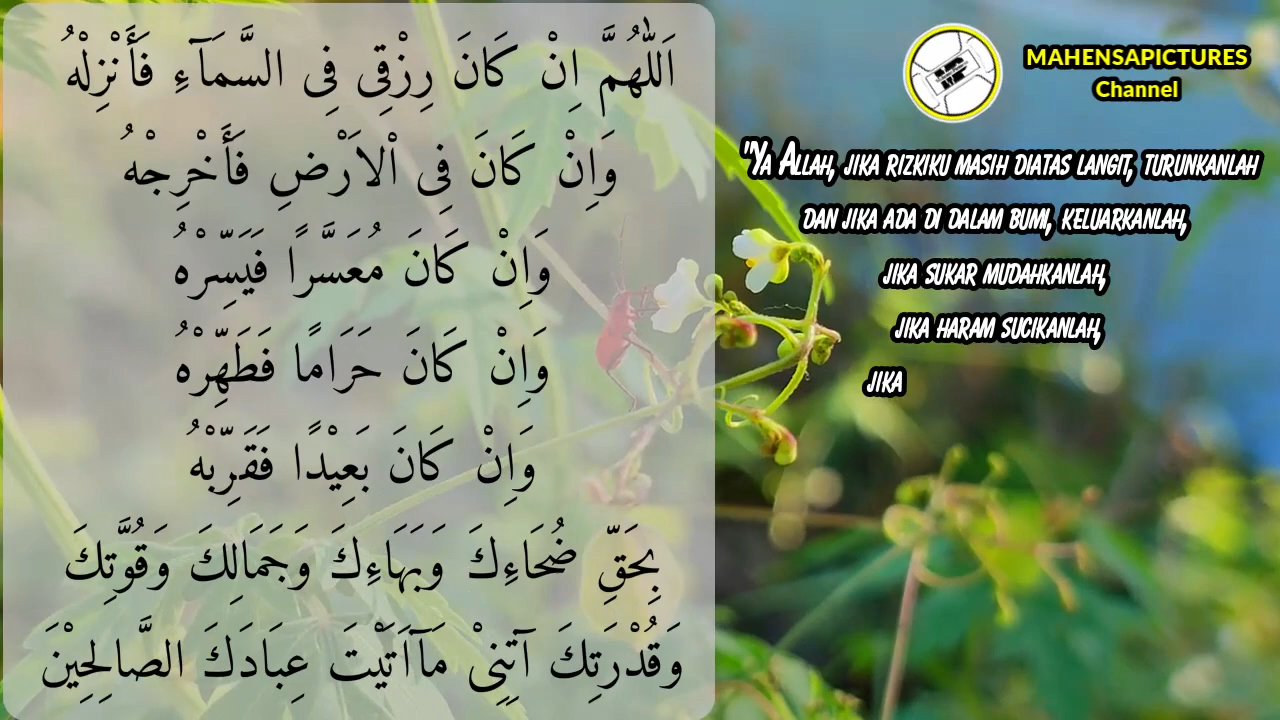 اَللّٰهُمَّ اِنْ كَانَ رِزْقِى فِى السَّمَآءِ فَأَنْزِلْهُ
وَاِنْ كَانَ فِى اْلاَرْضِ فَأَخْرِجْهُ
وَاِنْ كَانَ مُعَسَّرًا فَيَسِّرْهُ
وَاِنْ كَانَ حَرَامًا فَطَهِّرْهُ
وَاِنْ كَانَ بَعِيْدًا فَقَرِّبْهُ
بِحَقِّ ضُحَاءِكَ وَبَهَاءِكَ وَجَمَالِكَ وَقُوَّتِكَ
وَقُدْرَتِكَ آتِنِىْ مَآاَتَيْتَ عِبَادَكَ الصَّالِحِيْنَ
MAHENSAPICTURES
Channel
"Ya Allah, jika rizkiku masih diatas langit, turunkanlah
dan jika ada di dalam bumi, keluarkanlah,
jika sukar mudahkanlah,
jika haram sucikanlah,
jika